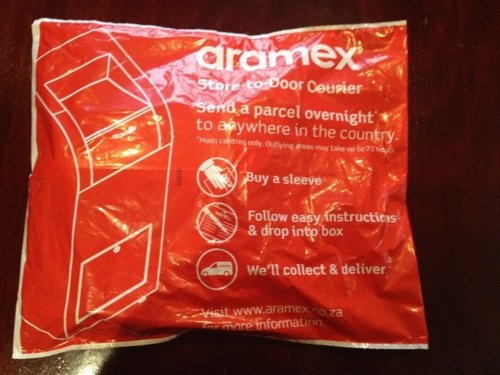 aramex
Store-to-Door Courier
Send a parcel overnight*
to anywhere in the country.
*Main centres only. Outlying areas may take up to 72 hours.
Buy a sleeve
Follow easy instructions
& drop into box
We'll collect & deliver
Visit www.aramex.co.za
for more information.